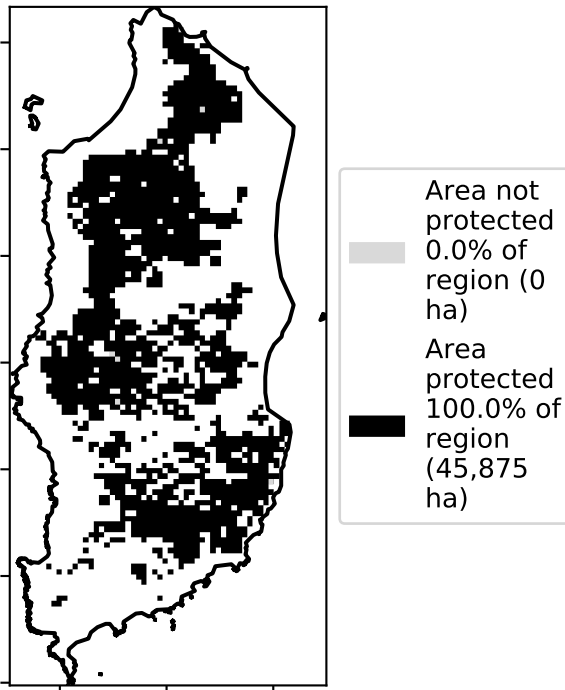 Area not
protected
0.0% of
region (0
ha)
Area
protected
100.0% of
region
(45,875
ha)